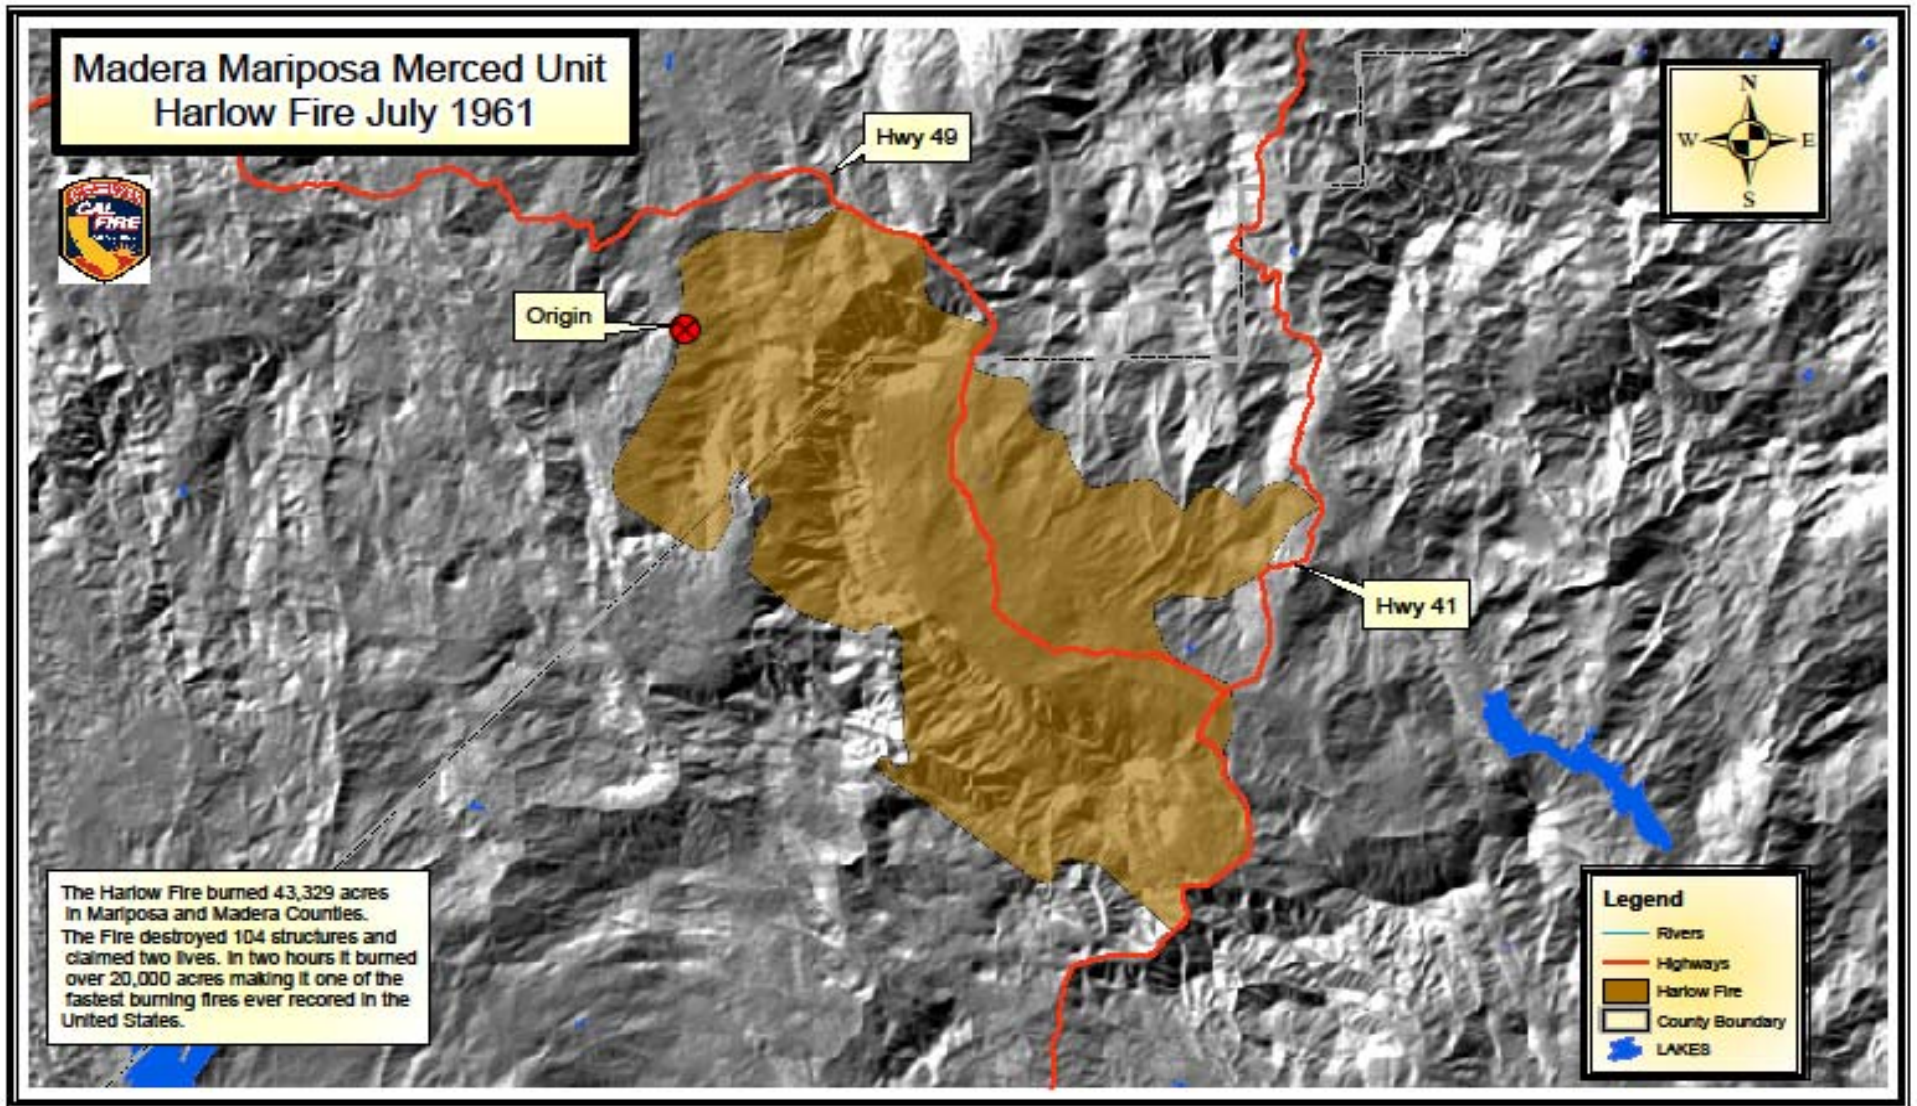 Madera Mariposa Merced Unit
Harlow Fire July 1961
N
W
E
S
Hwy 49
CAL
FIRE
Origin
Hwy 41
The Harlow Fire burned 43,329 acres
in Mariposa and Madera Counties.
The Fire destroyed 104 structures and
claimed two lives. In two hours it burned
over 20,000 acres making it one of the
fastest burning fires ever recored in the
United States.
Legend
Rivers
Highways
Harlow Fire
County Boundary
LAKES